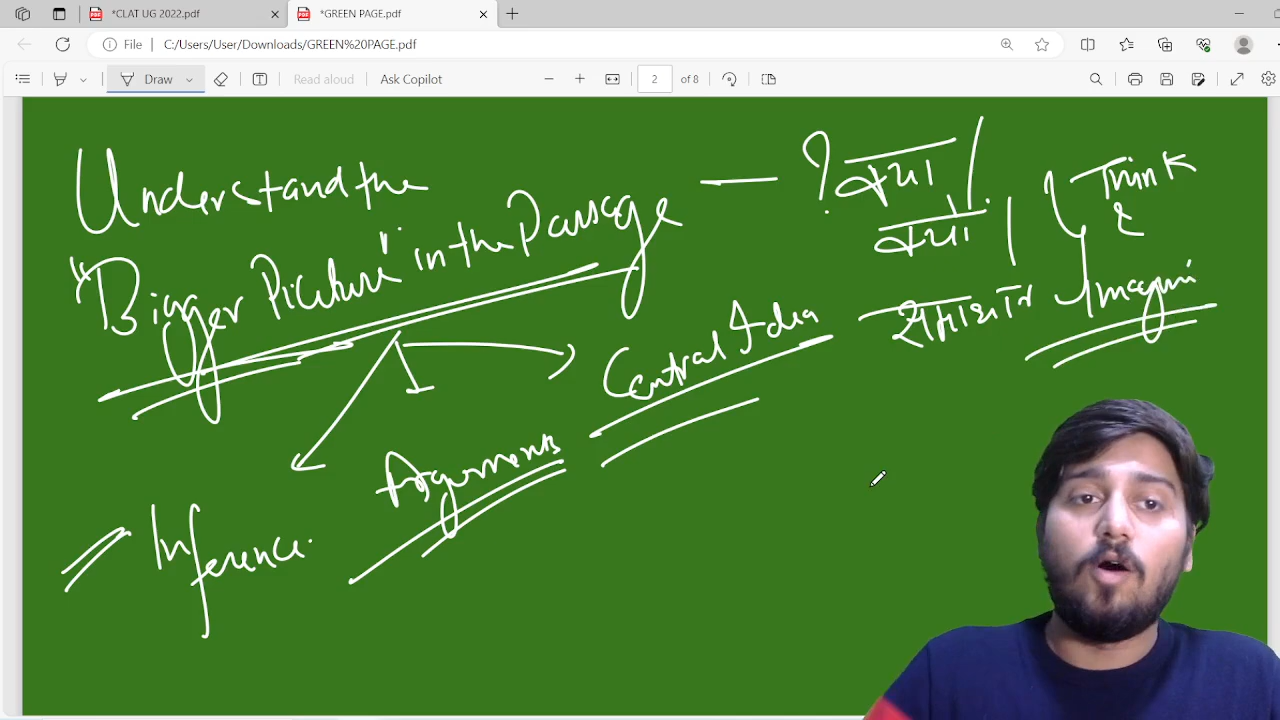 *CLAT UG 2022.pdf
*GREEN PAGE.pdf
File C:/Users/User/Downloads/GREEN%20PAGE.pdf
Draw Read aloud Ask Copilot 2 of 8
Understand the
"Bigger Picture" in the Passage — ? क्या
क्या
Think
&
Imagin
Central Idea
Arguments
Inference